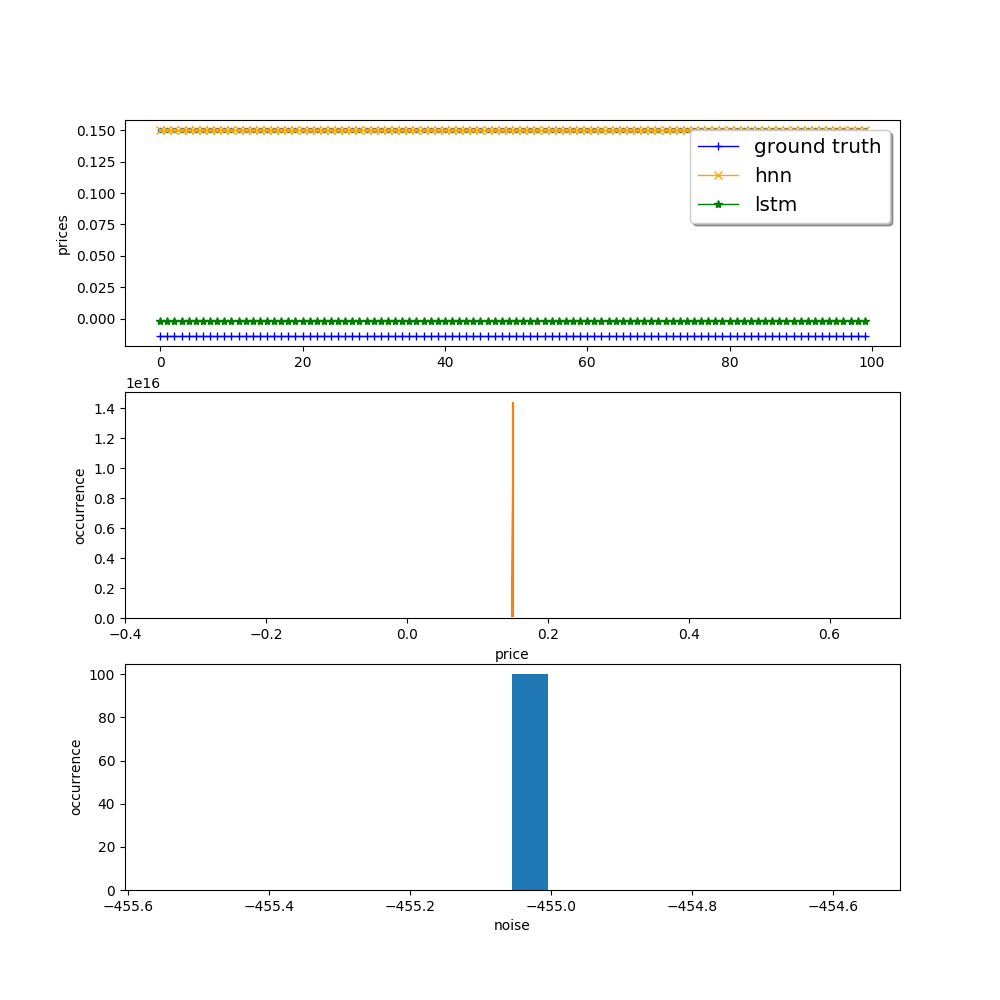 0.150
0.125
0.100
0.075
0.050
0.025
0.000
prices
ground truth
hnn
lstm
0 20 40 60 80 100
1e16
1.4
1.2
1.0
0.8
0.6
0.4
0.2
0.0
occurrence
−0.4 −0.2 0.0 0.2 0.4 0.6
price
100
80
60
40
20
0
occurrence
−455.6 −455.4 −455.2 −455.0 −454.8 −454.6
noise